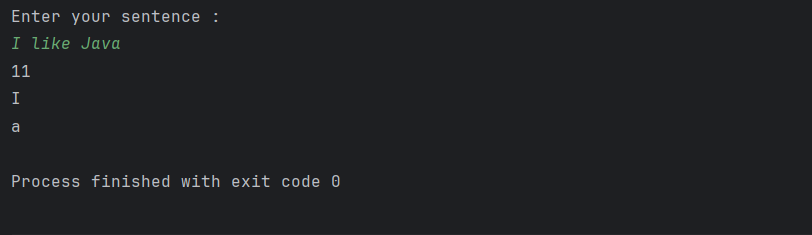 Enter your sentence :
I like Java
11
I
a
Process finished with exit code 0